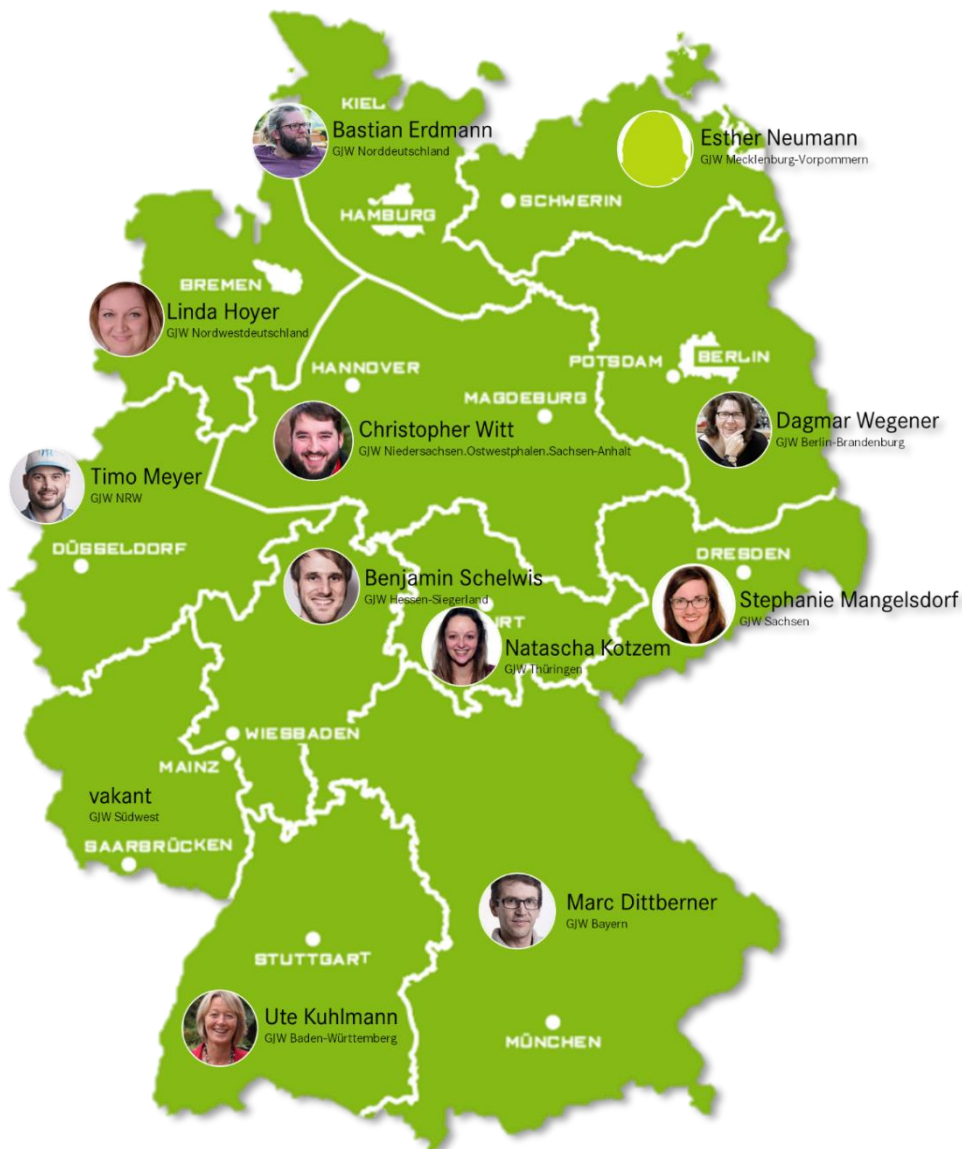 KIEL
Bastian Erdmann
GJW Norddeutschland
Esther Neumann
GJW Mecklenburg-Vorpommern
SCHWERIN
HAMBURG
BREMEN
Linda Hoyer
GJW Nordwestdeutschland
HANNOVER
POTSDAM
BERLIN
MAGDEBURG
Christopher Witt
GJW Niedersachsen.Ostwestphalen.Sachsen-Anhalt
Dagmar Wegener
GJW Berlin-Brandenburg
Timo Meyer
GJW NRW
DÜSSELDORF
DRESDEN
Benjamin Schelwis
GJW Hessen-Siegerland
Stephanie Mangelsdorf
GJW Sachsen
Natascha Kotzem
GJW Thüringen
WIESBADEN
MAINZ
vakant
GJW Südwest
SAARBRÜCKEN
Marc Dittberner
GJW Bayern
STUTTGART
Ute Kuhlmann
GJW Baden-Württemberg
MÜNCHEN